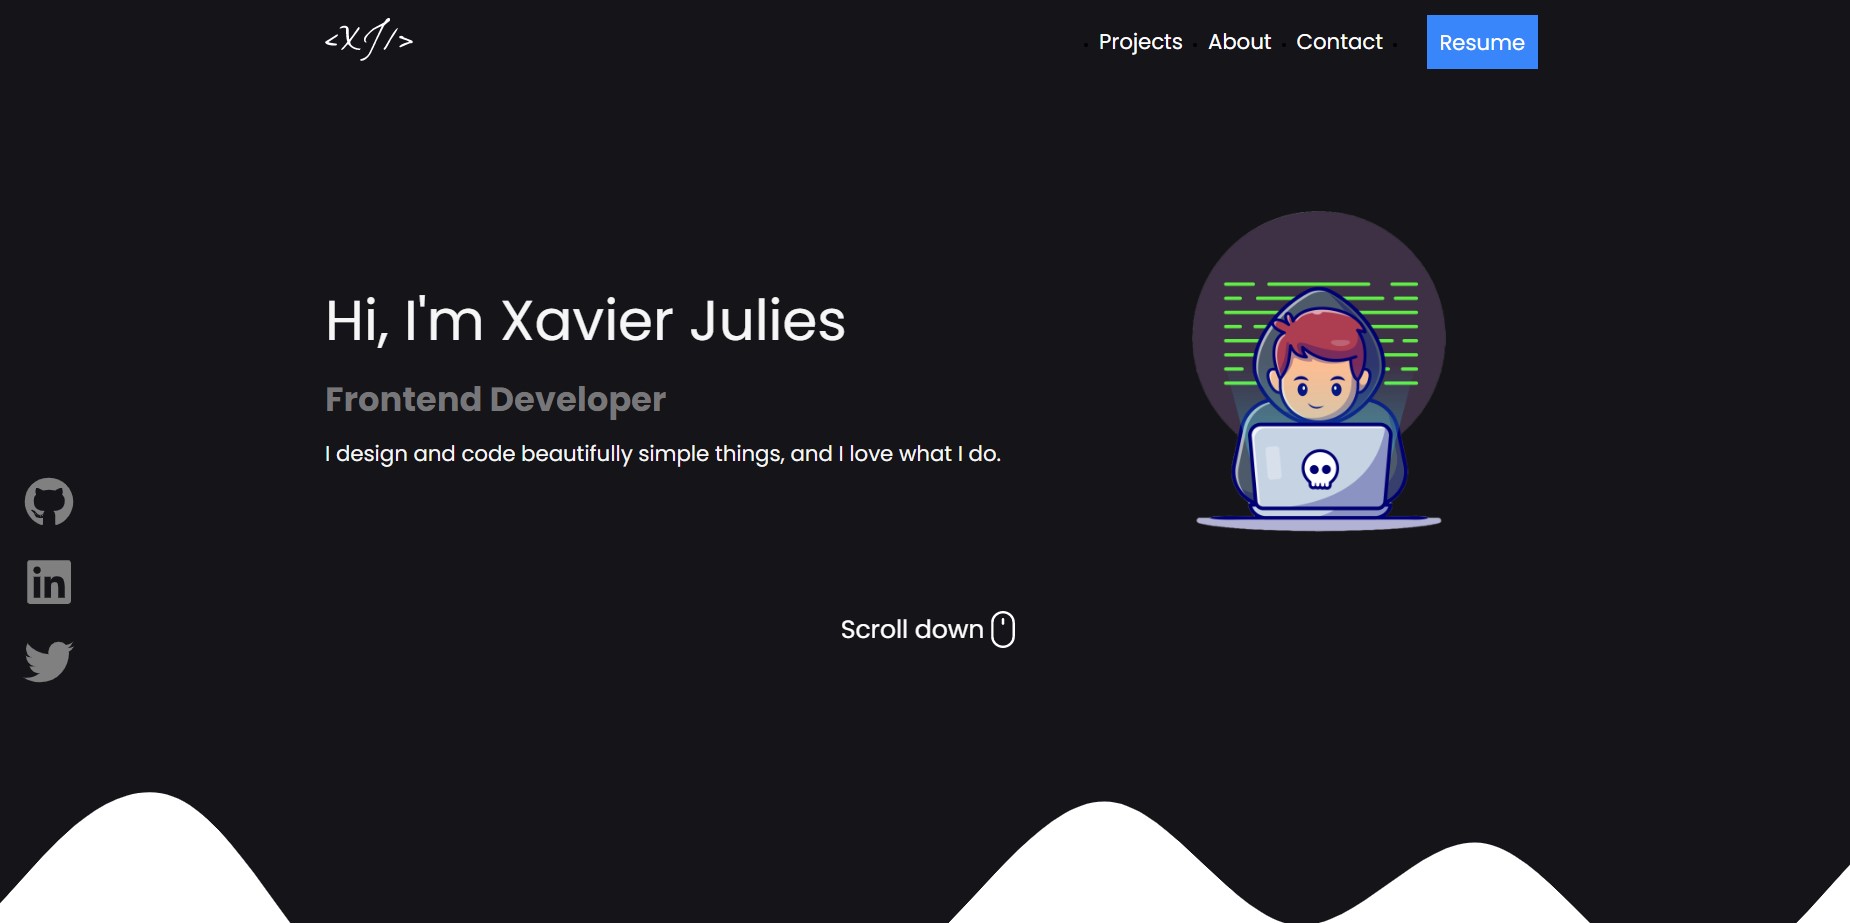 <XJ/>
Projects About Contact Resume
Hi, I'm Xavier Julies
Frontend Developer
I design and code beautifully simple things, and I love what I do.
in
Scroll down